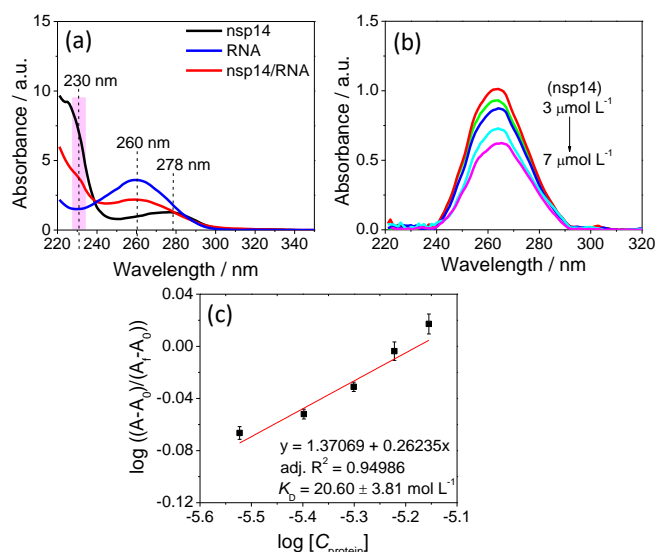 (a)
nsp14
RNA
nsp14/RNA
230 nm
260 nm
278 nm
15
10
5
0
220 240 260 280 300 320 340
Absorbance / a.u.
Wavelength / nm
(b)
(nsp14)
3 μmol L⁻¹
7 μmol L⁻¹
1.5
1.0
0.5
0.0
220 240 260 280 300 320
Absorbance / a.u.
Wavelength / nm
(c)
0.04
0.00
-0.04
-0.08
-0.12
-5.6 -5.5 -5.4 -5.3 -5.2 -5.1
log ((A-A₀)/(A_f-A₀))
y = 1.37069 + 0.26235x
adj. R² = 0.94986
K_D = 20.60 ± 3.81 mol L⁻¹
log [C_protein]